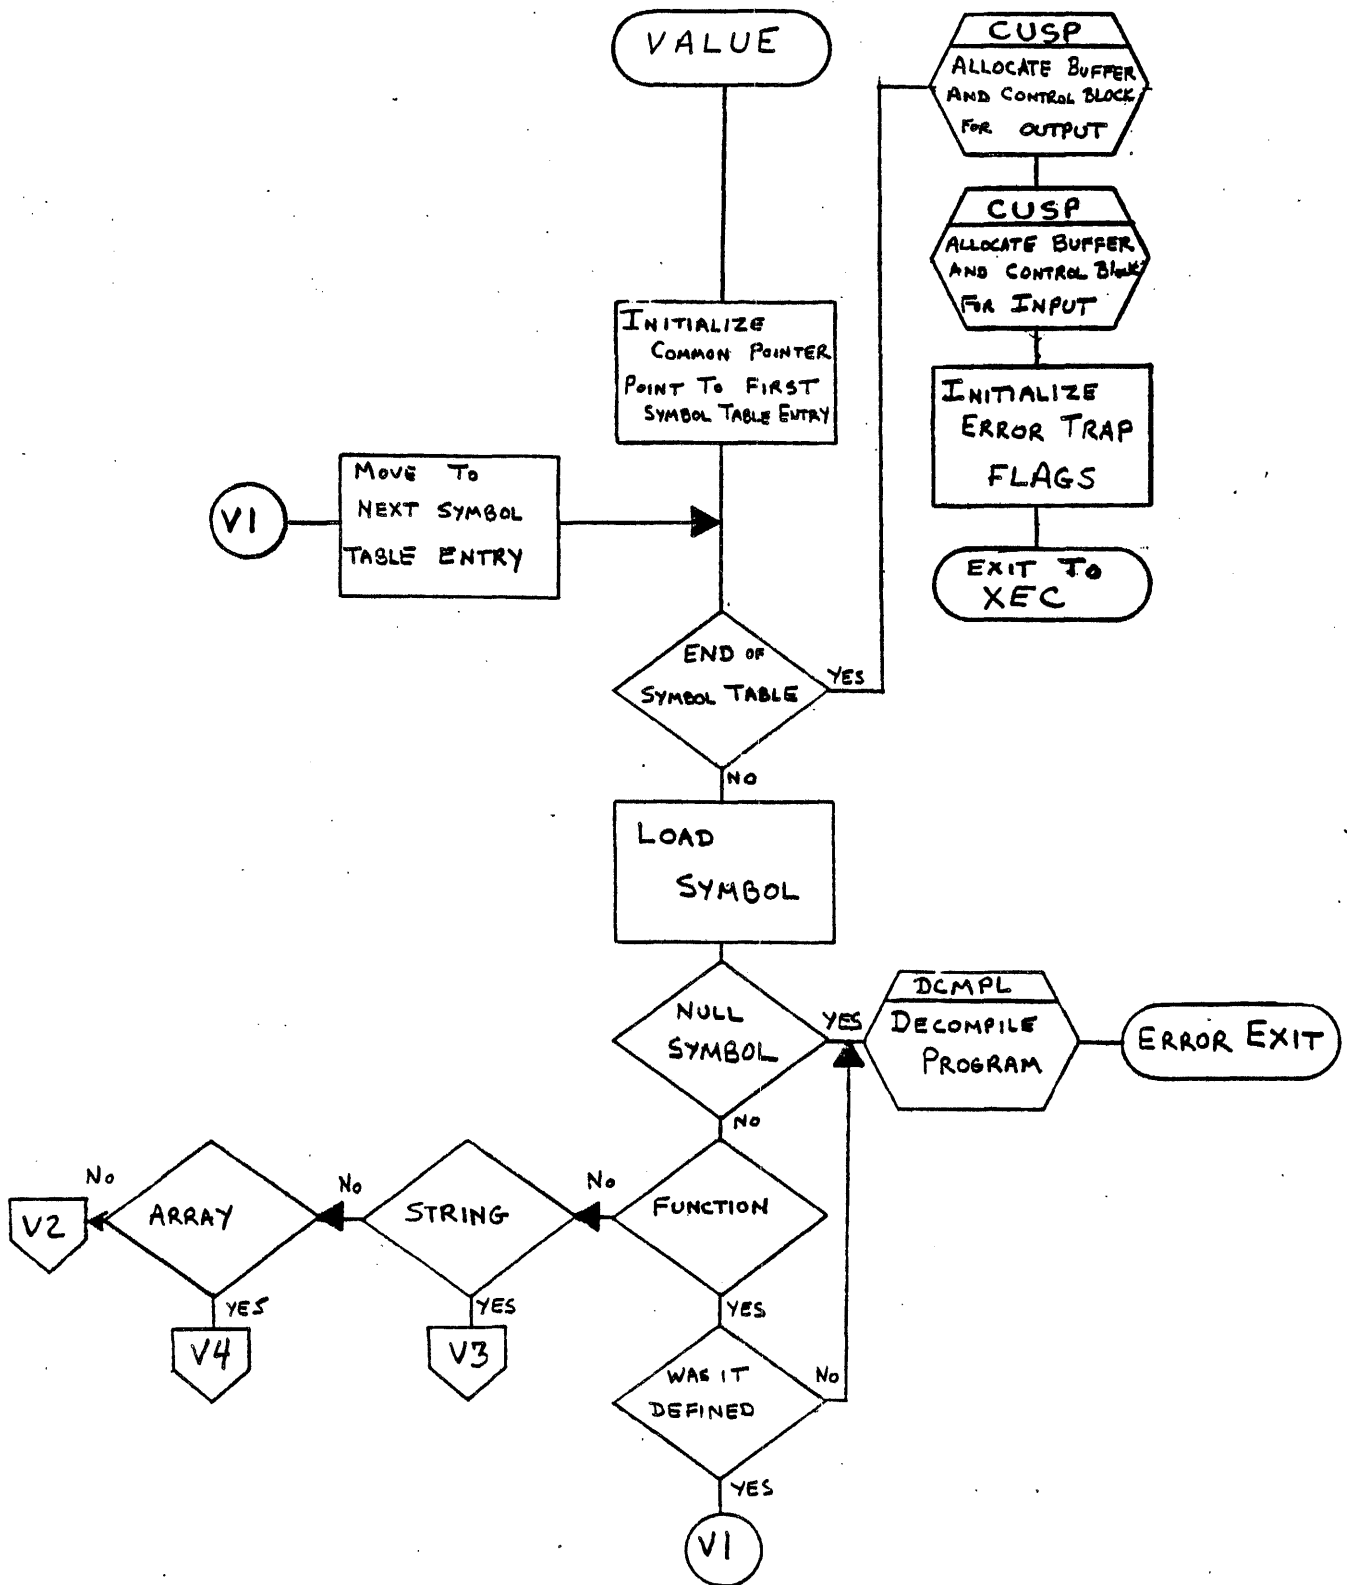 VALUE
CUSP
ALLOCATE BUFFER
AND CONTROL BLOCK
FOR OUTPUT
CUSP
ALLOCATE BUFFER
AND CONTROL Block
FOR INPUT
INITIALIZE
ERROR TRAP
FLAGS
EXIT TO
XEC
INITIALIZE
COMMON POINTER
POINT TO FIRST
SYMBOL TABLE ENTRY
V1
MOVE TO
NEXT SYMBOL
TABLE ENTRY
END OF
SYMBOL TABLE
YES
NO
LOAD
SYMBOL
NULL
SYMBOL
YES
DCMPL
DECOMPILE
PROGRAM
ERROR EXIT
NO
FUNCTION
NO
STRING
NO
ARRAY
NO
V2
YES
V4
YES
V3
YES
WAS IT
DEFINED
NO
YES
V1